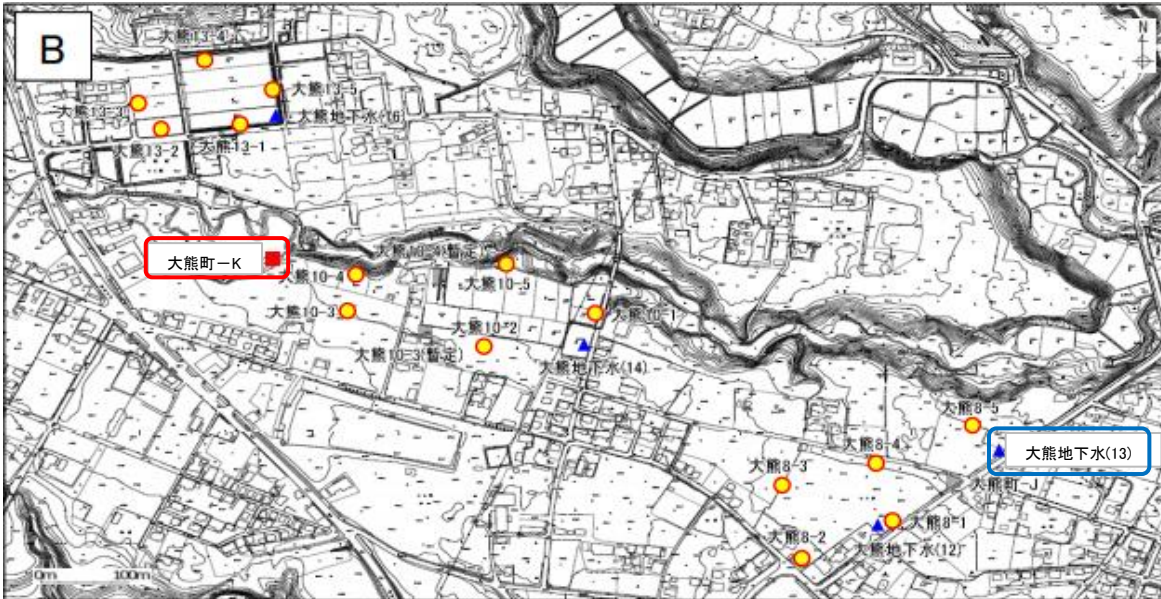 B
N
大熊13-4
大熊13-5
大熊13-3
大熊地下水(16)
大熊13-2
大熊13-1
大熊町-K
大熊10-4
大熊10-5
大熊10-3
大熊10-1
大熊10-2
大熊10-3(暫定)
大熊地下水(14)
大熊8-5
大熊8-4
大熊地下水(13)
大熊8-3
大熊町-J
大熊8-1
大熊地下水(12)
大熊8-2
0m 100m